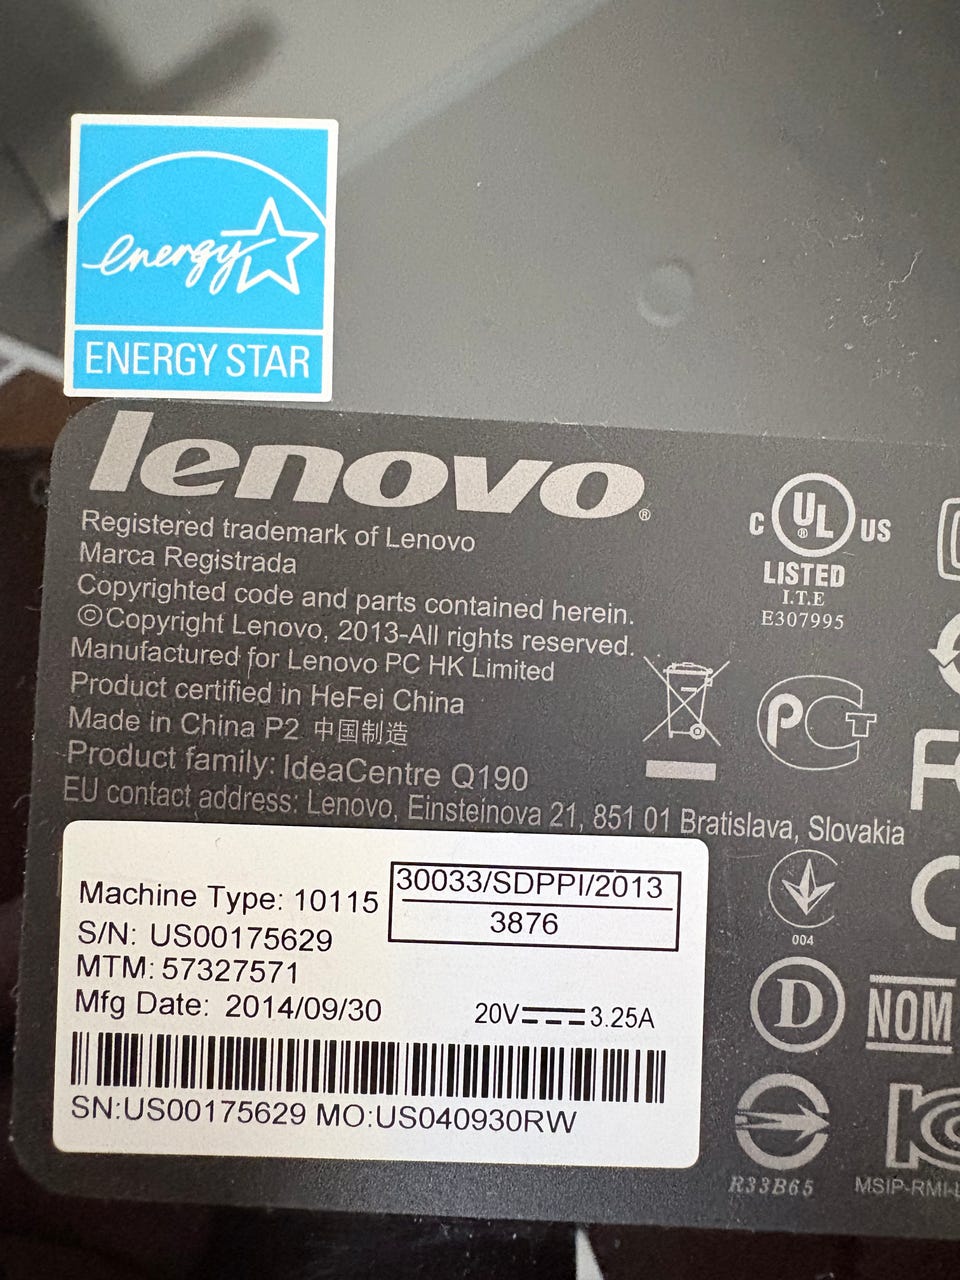 energy
ENERGY STAR
lenovo®
Registered trademark of Lenovo
Marca Registrada
Copyrighted code and parts contained herein.
©Copyright Lenovo, 2013-All rights reserved.
Manufactured for Lenovo PC HK Limited
Product certified in HeFei China
Made in China P2 中国制造
Product family: IdeaCentre Q190
EU contact address: Lenovo, Einsteinova 21, 851 01 Bratislava, Slovakia
C UL® US
LISTED
I.T.E
E307995
PCT
004
D
NOM
R33B65
MSIP-RMI-
Machine Type: 10115
30033/SDPPI/2013
3876
S/N: US00175629
MTM: 57327571
Mfg Date: 2014/09/30
20V 3.25A
SN:US00175629 MO:US040930RW